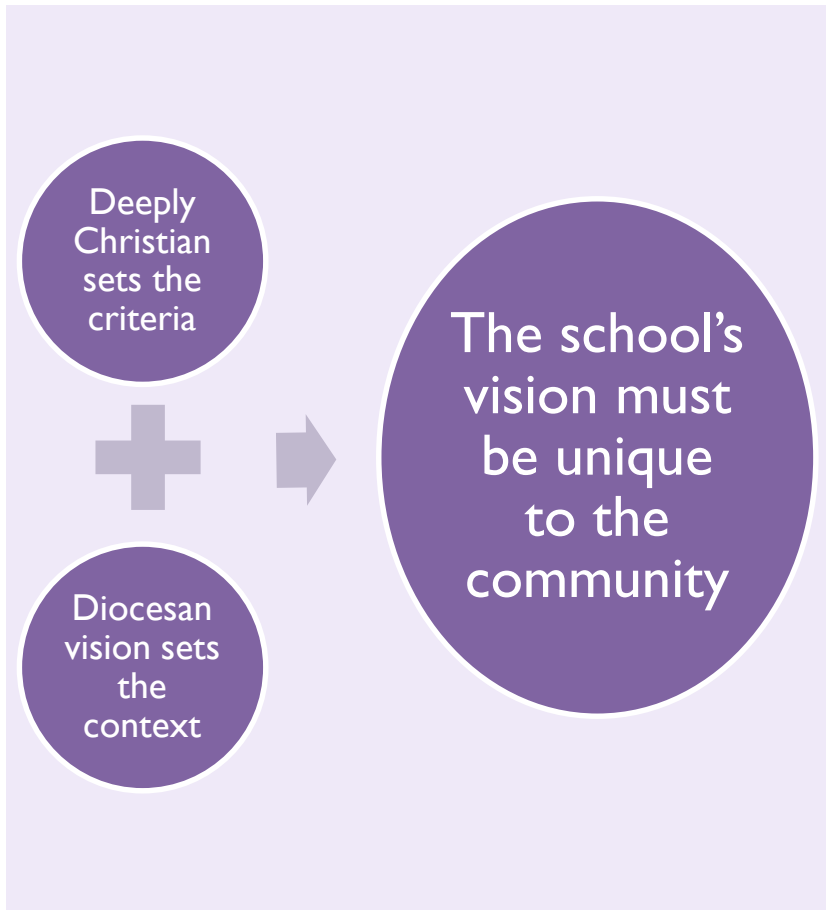 Deeply
Christian
sets the
criteria
Diocesan
vision sets
the
context
The school’s
vision must
be unique
to the
community